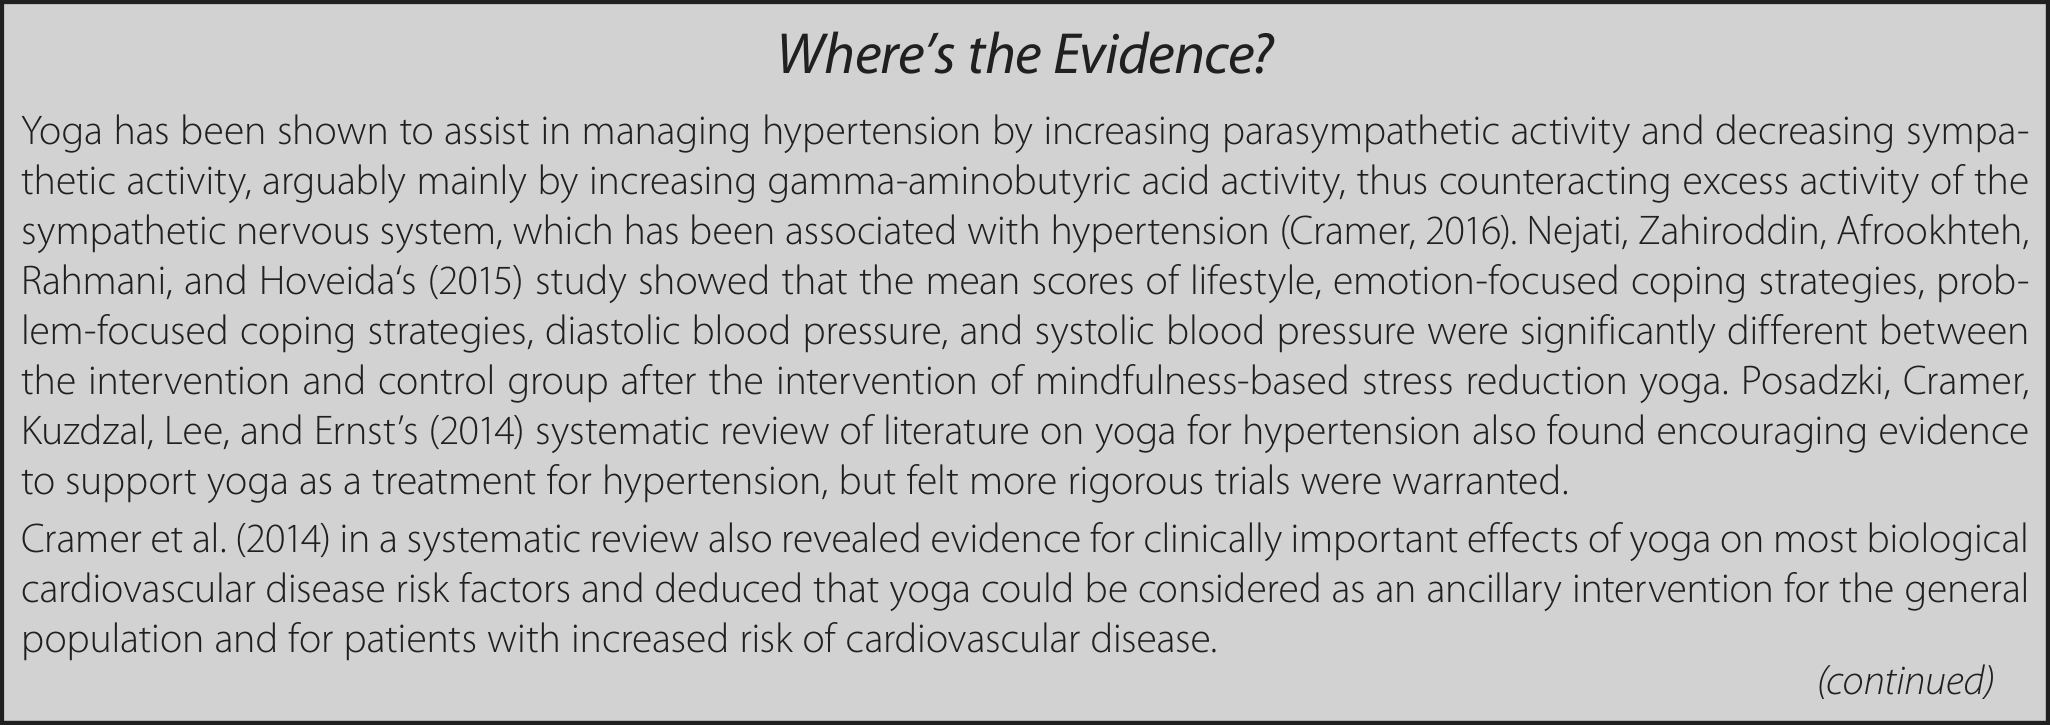 Where’s the Evidence?
Yoga has been shown to assist in managing hypertension by increasing parasympathetic activity and decreasing sympa-
thetic activity, arguably mainly by increasing gamma-aminobutyric acid activity, thus counteracting excess activity of the
sympathetic nervous system, which has been associated with hypertension (Cramer, 2016). Nejati, Zahiroddin, Afrookhteh,
Rahmani, and Hoveida‘s (2015) study showed that the mean scores of lifestyle, emotion-focused coping strategies, prob-
lem-focused coping strategies, diastolic blood pressure, and systolic blood pressure were significantly different between
the intervention and control group after the intervention of mindfulness-based stress reduction yoga. Posadzki, Cramer,
Kuzdzal, Lee, and Ernst’s (2014) systematic review of literature on yoga for hypertension also found encouraging evidence
to support yoga as a treatment for hypertension, but felt more rigorous trials were warranted.
Cramer et al. (2014) in a systematic review also revealed evidence for clinically important effects of yoga on most biological
cardiovascular disease risk factors and deduced that yoga could be considered as an ancillary intervention for the general
population and for patients with increased risk of cardiovascular disease.
(continued)